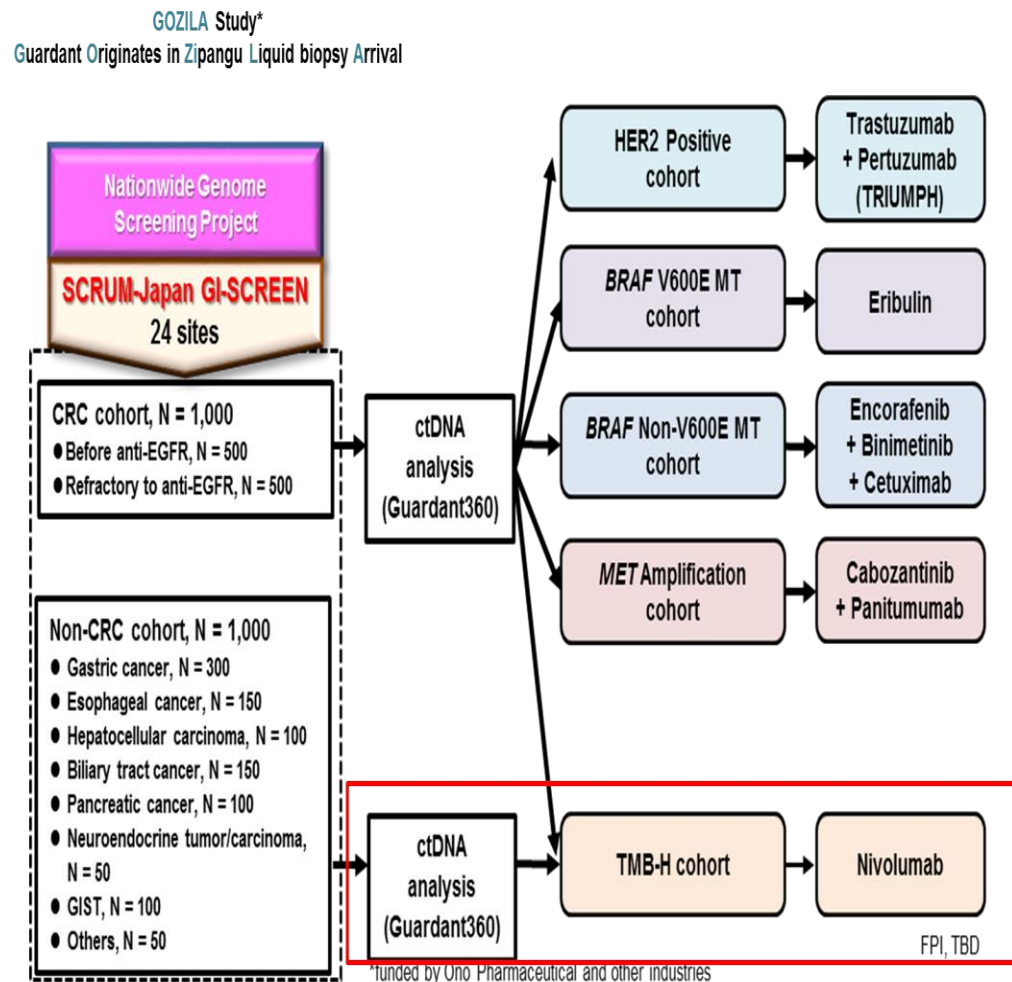 GOZILA Study*
Guardant Originates in Zipangu Liquid biopsy Arrival
Nationwide Genome
Screening Project
SCRUM-Japan GI-SCREEN
24 sites
CRC cohort, N = 1,000
● Before anti-EGFR, N = 500
● Refractory to anti-EGFR, N = 500
ctDNA
analysis
(Guardant360)
HER2 Positive
cohort
Trastuzumab
+ Pertuzumab
(TRIUMPH)
BRAF V600E MT
cohort
Eribulin
BRAF Non-V600E MT
cohort
Encorafenib
+ Binimetinib
+ Cetuximab
MET Amplification
cohort
Cabozantinib
+ Panitumumab
Non-CRC cohort, N = 1,000
● Gastric cancer, N = 300
● Esophageal cancer, N = 150
● Hepatocellular carcinoma, N = 100
● Biliary tract cancer, N = 150
● Pancreatic cancer, N = 100
● Neuroendocrine tumor/carcinoma,
N = 50
● GIST, N = 100
● Others, N = 50
ctDNA
analysis
(Guardant360)
TMB-H cohort
Nivolumab
FPI, TBD
*funded by Ono Pharmaceutical and other industries